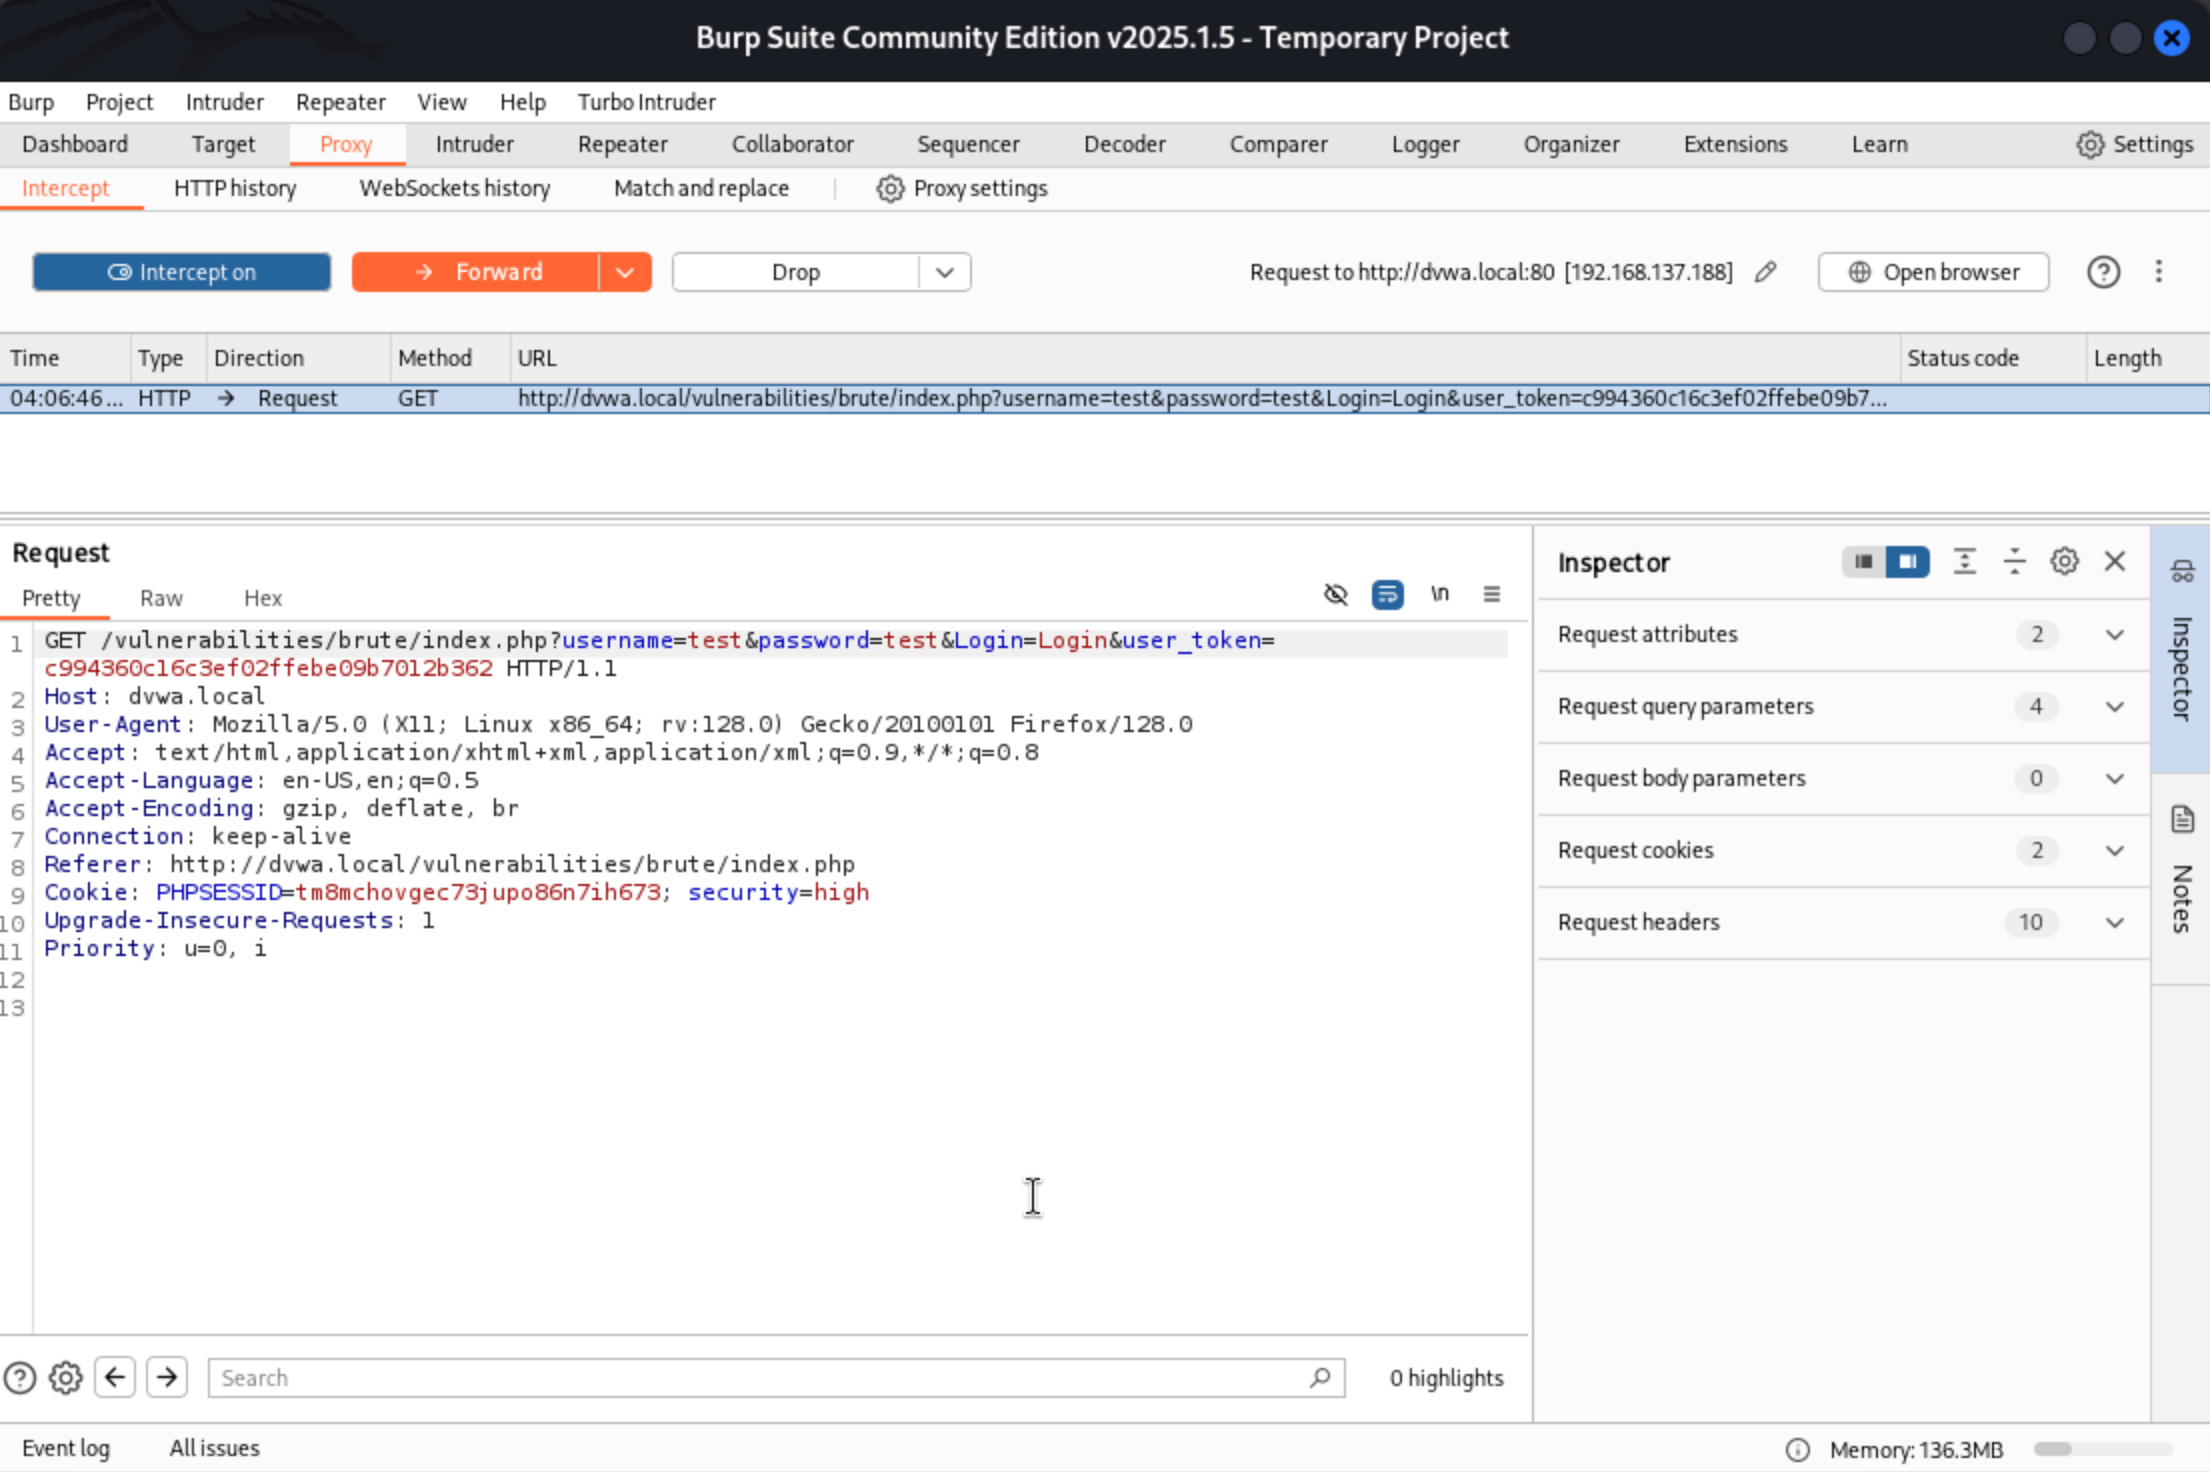 Burp Suite Community Edition v2025.1.5 - Temporary Project
Burp Project Intruder Repeater View Help Turbo Intruder
Dashboard Target Proxy Intruder Repeater Collaborator Sequencer Decoder Comparer Logger Organizer Extensions Learn Settings
Intercept HTTP history WebSockets history Match and replace Proxy settings
Intercept on Forward Drop Request to http://dvwa.local:80 [192.168.137.188] Open browser
Time Type Direction Method URL Status code Length
04:06:46... HTTP → Request GET http://dvwa.local/vulnerabilities/brute/index.php?username=test&password=test&Login=Login&user_token=c994360c16c3ef02ffebe09b7...
Request
Pretty Raw Hex \n
1 GET /vulnerabilities/brute/index.php?username=test&password=test&Login=Login&user_token=
c994360c16c3ef02ffebe09b7012b362 HTTP/1.1
2 Host: dvwa.local
3 User-Agent: Mozilla/5.0 (X11; Linux x86_64; rv:128.0) Gecko/20100101 Firefox/128.0
4 Accept: text/html,application/xhtml+xml,application/xml;q=0.9,*/*;q=0.8
5 Accept-Language: en-US,en;q=0.5
6 Accept-Encoding: gzip, deflate, br
7 Connection: keep-alive
8 Referer: http://dvwa.local/vulnerabilities/brute/index.php
9 Cookie: PHPSESSID=tm8mchovgec73jupo86n7ih673; security=high
10 Upgrade-Insecure-Requests: 1
11 Priority: u=0, i
12
13
Search 0 highlights
Inspector
Request attributes 2
Request query parameters 4
Request body parameters 0
Request cookies 2
Request headers 10
Inspector
Notes
Event log All issues Memory: 136.3MB